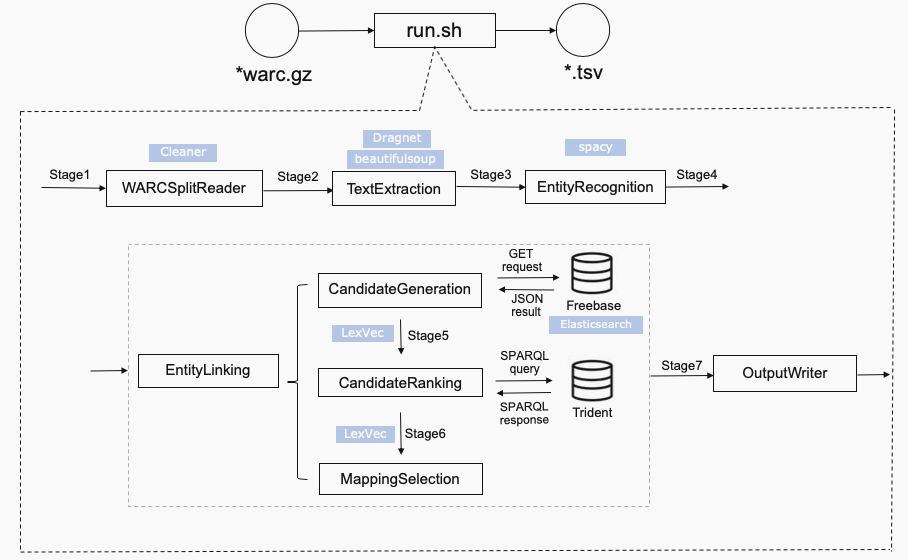 run.sh
*warc.gz
*.tsv
Cleaner
Dragnet
beautifulsoup
spacy
Stage1
WARCSplitReader
Stage2
TextExtraction
Stage3
EntityRecognition
Stage4
CandidateGeneration
GET
request
JSON
result
Freebase
Elasticsearch
LexVec
Stage5
EntityLinking
CandidateRanking
SPARQL
query
SPARQL
response
Trident
Stage7
OutputWriter
LexVec
Stage6
MappingSelection